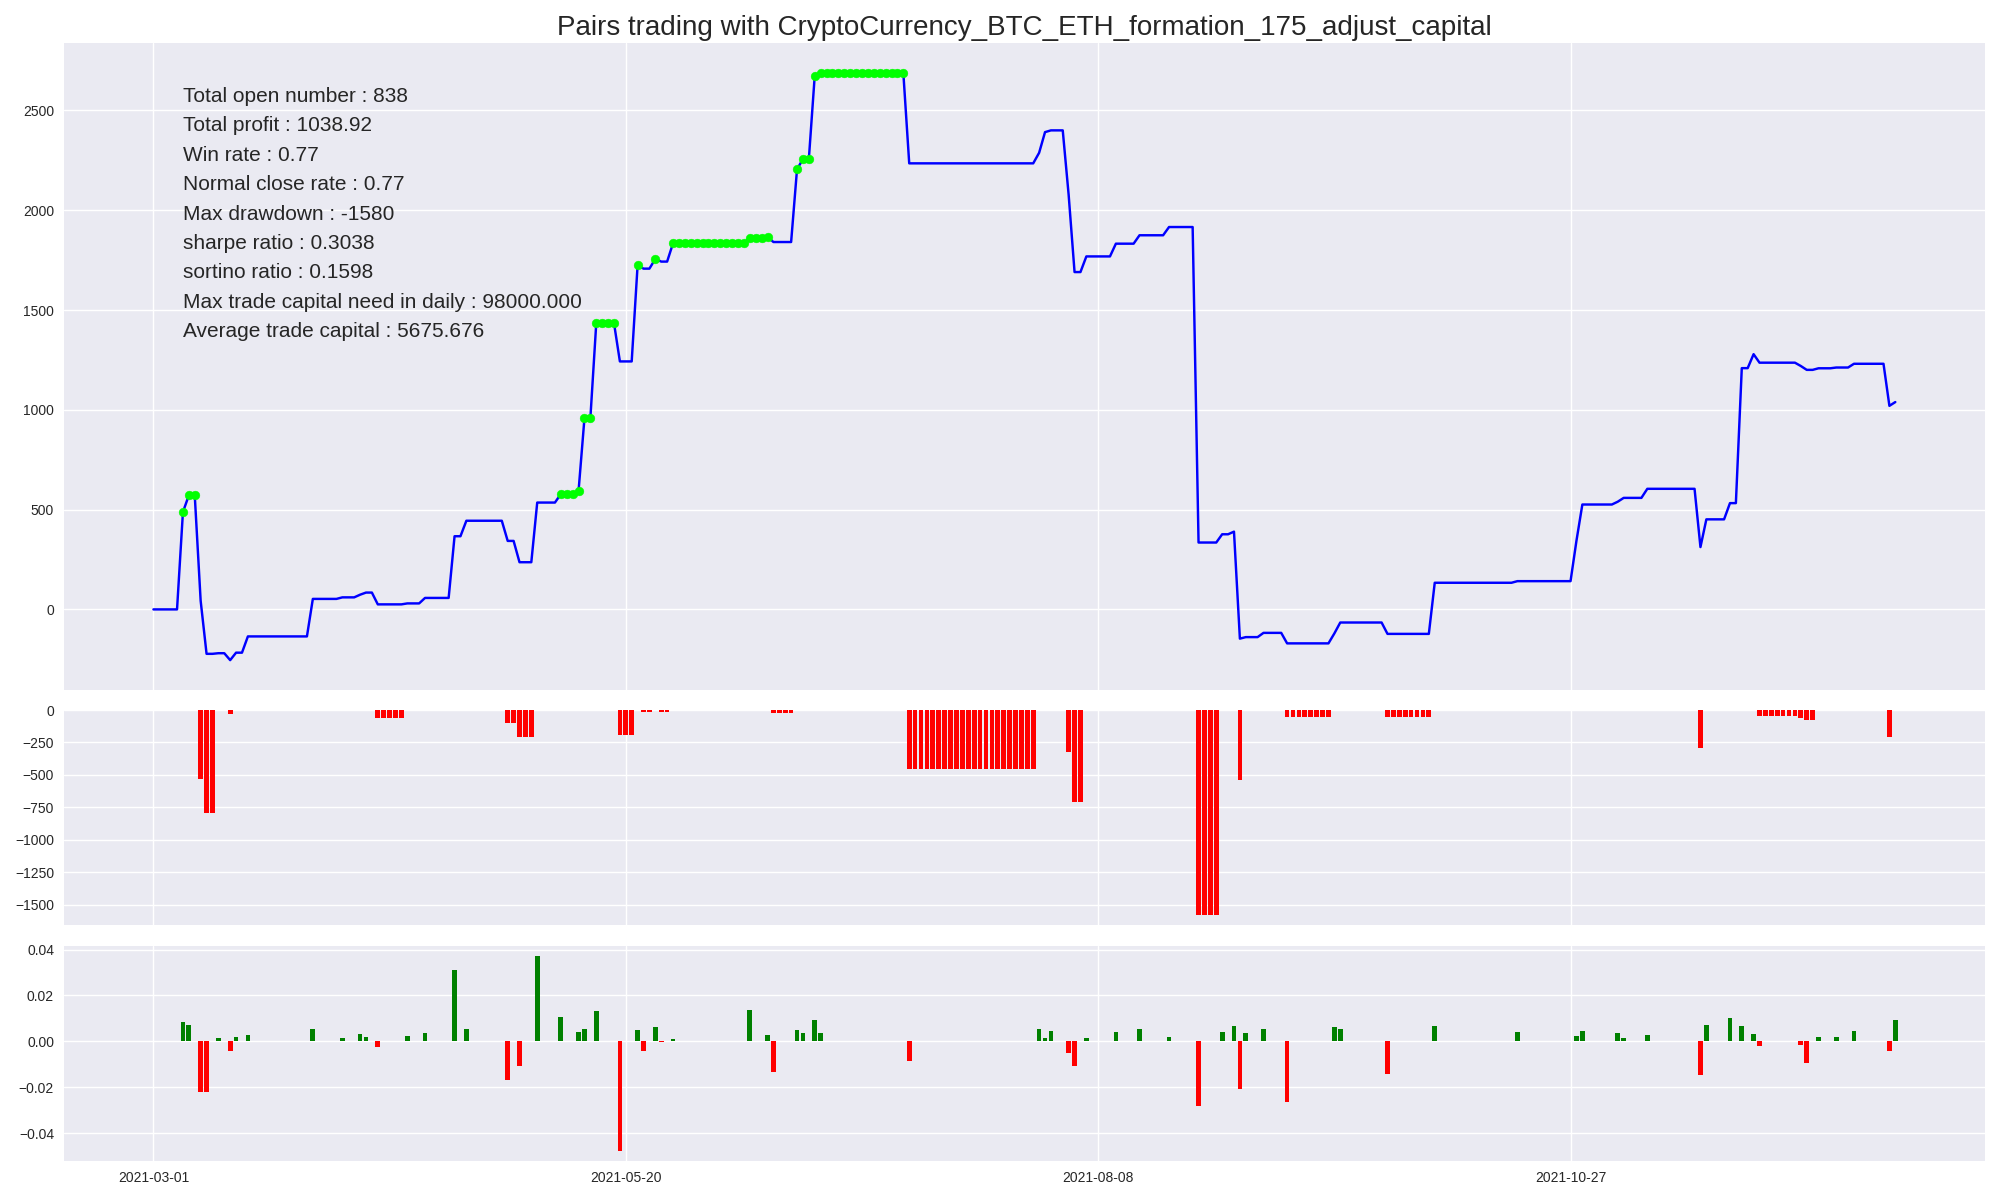 Pairs trading with CryptoCurrency_BTC_ETH_formation_175_adjust_capital
Total open number : 838
Total profit : 1038.92
Win rate : 0.77
Normal close rate : 0.77
Max drawdown : -1580
sharpe ratio : 0.3038
sortino ratio : 0.1598
Max trade capital need in daily : 98000.000
Average trade capital : 5675.676
2500
2000
1500
1000
500
0
0
−250
−500
−750
−1000
−1250
−1500
0.04
0.02
0.00
−0.02
−0.04
2021-03-01 2021-05-20 2021-08-08 2021-10-27